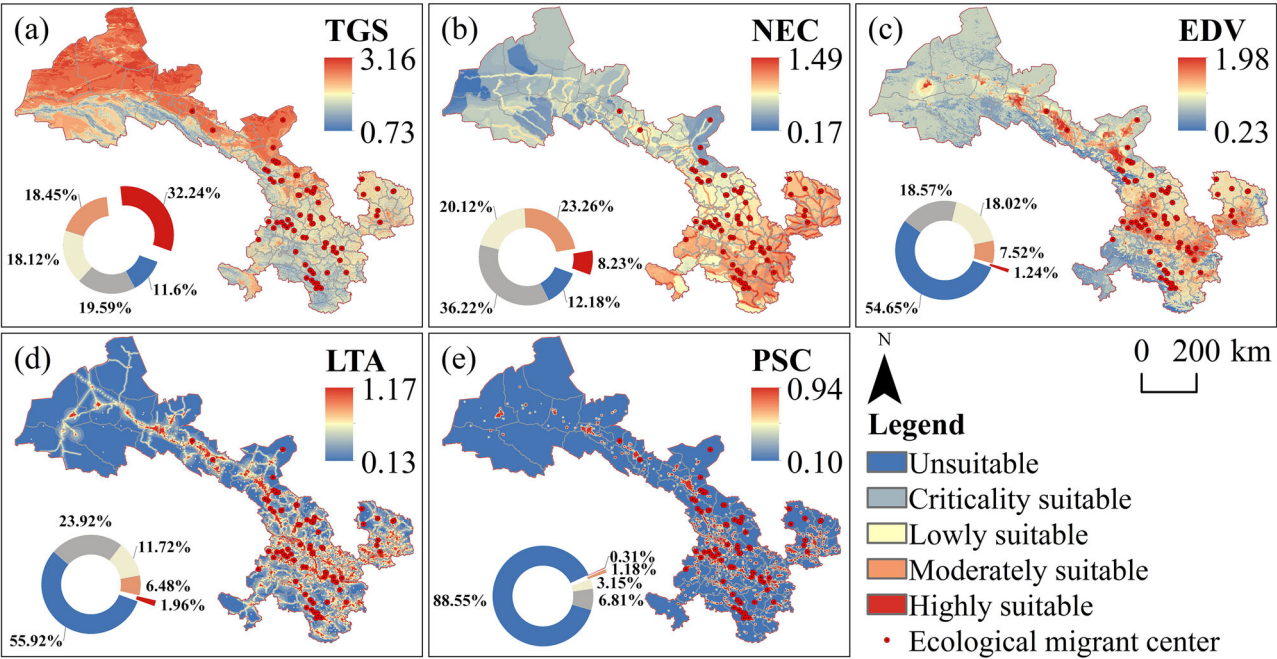 (a) TGS
3.16
0.73
18.45%
32.24%
18.12%
19.59%
11.6%
(b) NEC
1.49
0.17
20.12%
23.26%
8.23%
36.22%
12.18%
(c) EDV
1.98
0.23
18.57%
18.02%
7.52%
1.24%
54.65%
(d) LTA
1.17
0.13
23.92%
11.72%
6.48%
1.96%
55.92%
(e) PSC
0.94
0.10
0.31%
1.18%
3.15%
6.81%
88.55%
N
0 200 km
Legend
Unsuitable
Criticality suitable
Lowly suitable
Moderately suitable
Highly suitable
Ecological migrant center